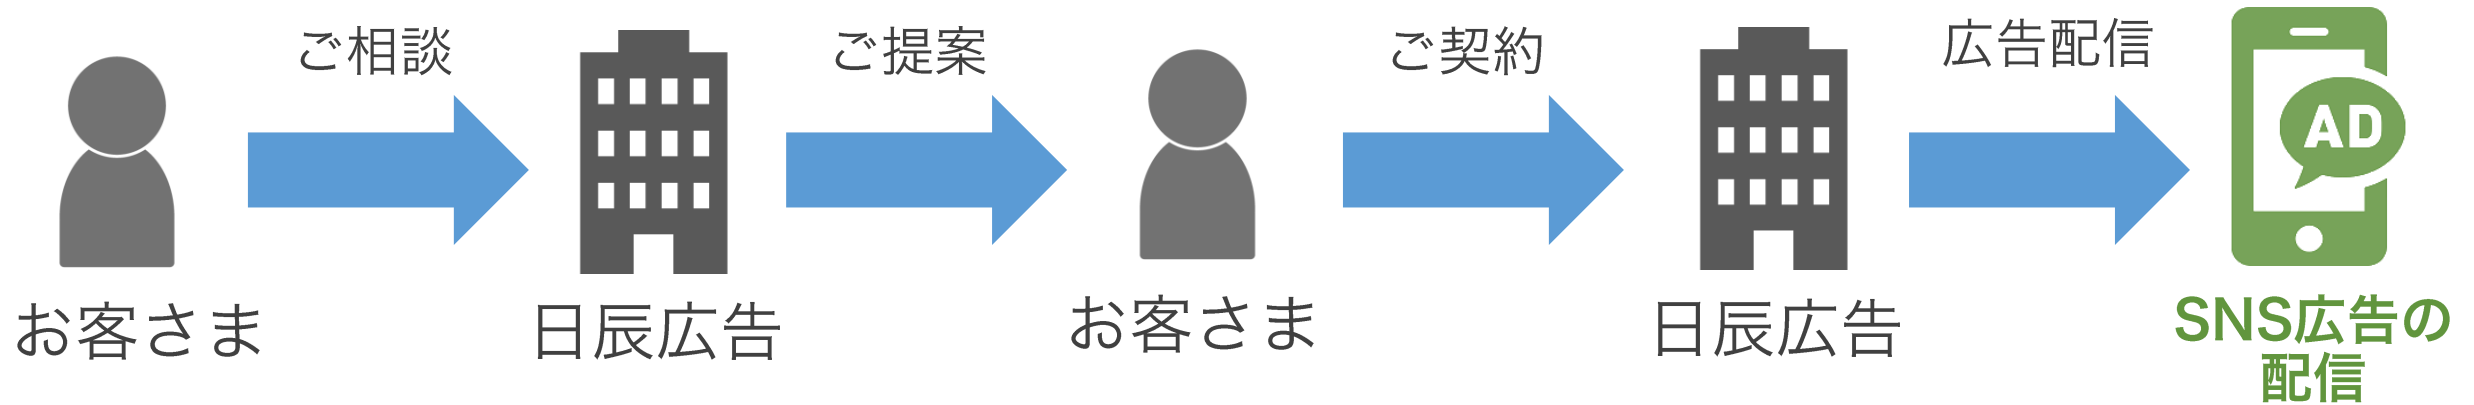 ご相談
ご提案
ご契約
広告配信
AD
お客さま
日辰広告
お客さま
日辰広告
SNS広告の
配信